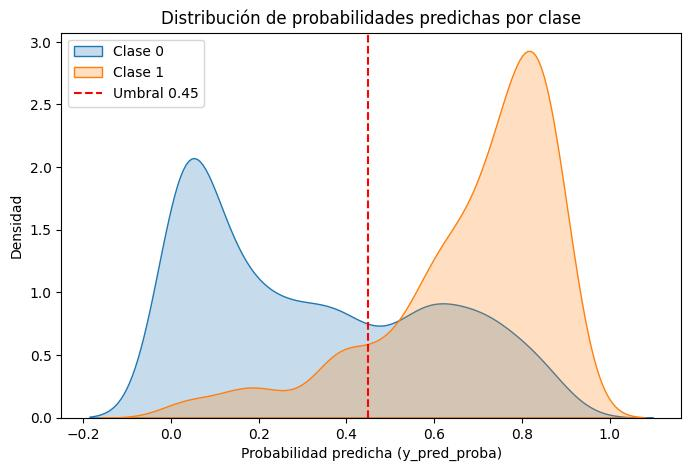 Distribución de probabilidades predichas por clase
Clase 0
Clase 1
Umbral 0.45
Densidad
3.0
2.5
2.0
1.5
1.0
0.5
0.0
−0.2 0.0 0.2 0.4 0.6 0.8 1.0
Probabilidad predicha (y_pred_proba)